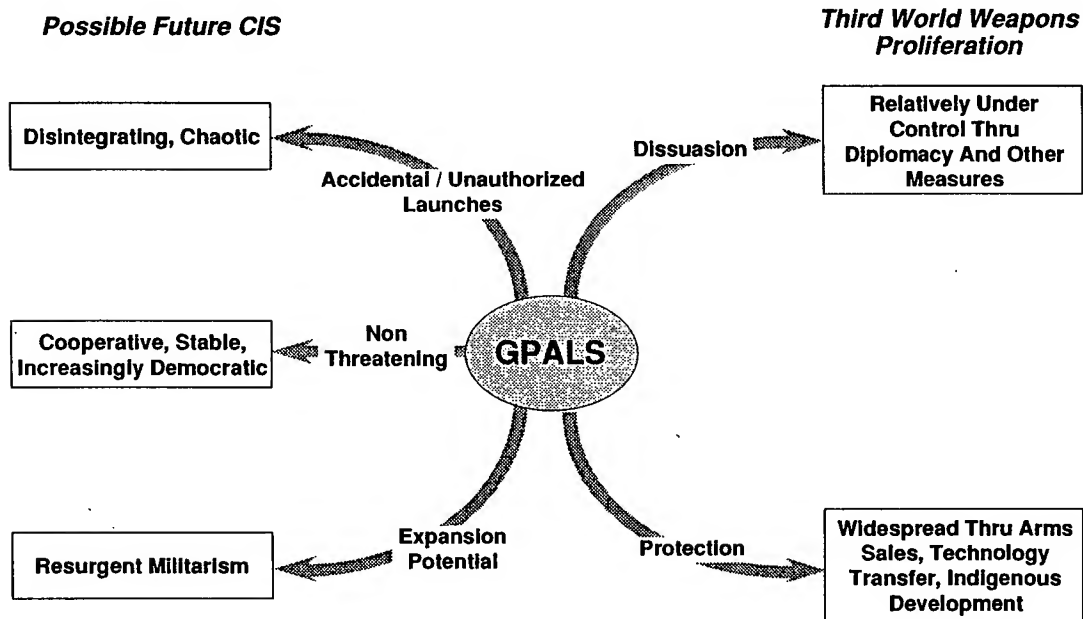 Possible Future CIS
Third World Weapons
Proliferation
Disintegrating, Chaotic
Accidental / Unauthorized
Launches
Dissuasion
Relatively Under
Control Thru
Diplomacy And Other
Measures
Cooperative, Stable,
Increasingly Democratic
Non
Threatening
GPALS
Resurgent Militarism
Expansion
Potential
Protection
Widespread Thru Arms
Sales, Technology
Transfer, Indigenous
Development